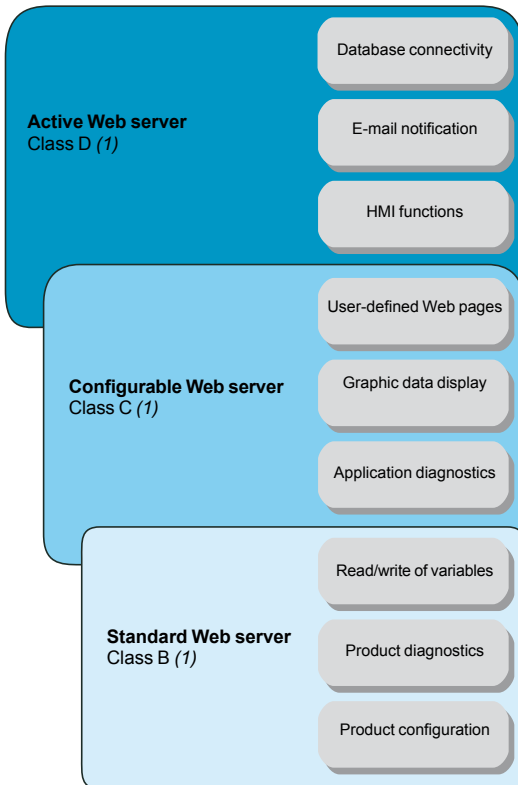 Database connectivity
Active Web server
Class D (1)
E-mail notification
HMI functions
User-defined Web pages
Configurable Web server
Class C (1)
Graphic data display
Application diagnostics
Read/write of variables
Standard Web server
Class B (1)
Product diagnostics
Product configuration